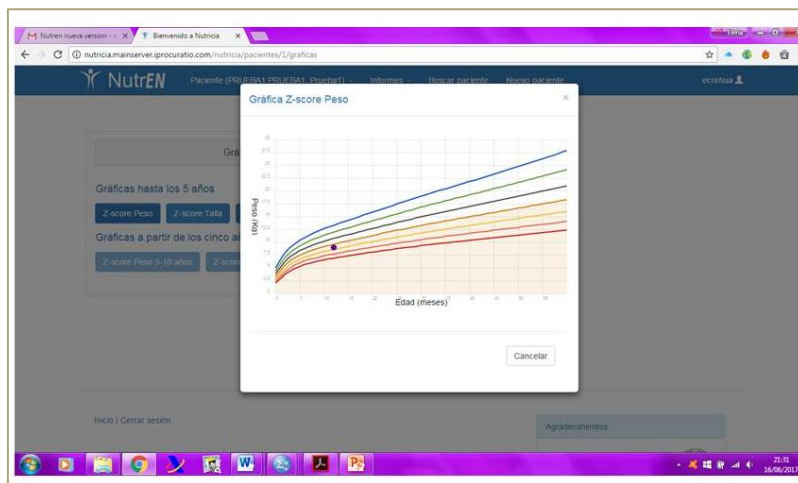 Nutren nueva version -
Bienvenido a Nutricia
nutricia.mainserver.iprocuratio.com/nutricia/pacientes/1/graficas
NutrEN
Paciente (PRUEBA1 PRUEBA1, Prueba1)
Informes
Buscar paciente
Nuevo paciente
ecrehua
Gráfica Z-score Peso
Grá
Gráficas hasta los 5 años
Z-score Peso
Z-score Talla
Gráficas a partir de los cinco añ
Z-score Peso 5-10 años
Z-score
Peso (Kg)
Edad (meses)
Cancelar
Inicio | Cerrar sesión
Agradecimientos
21:31
16/06/2017